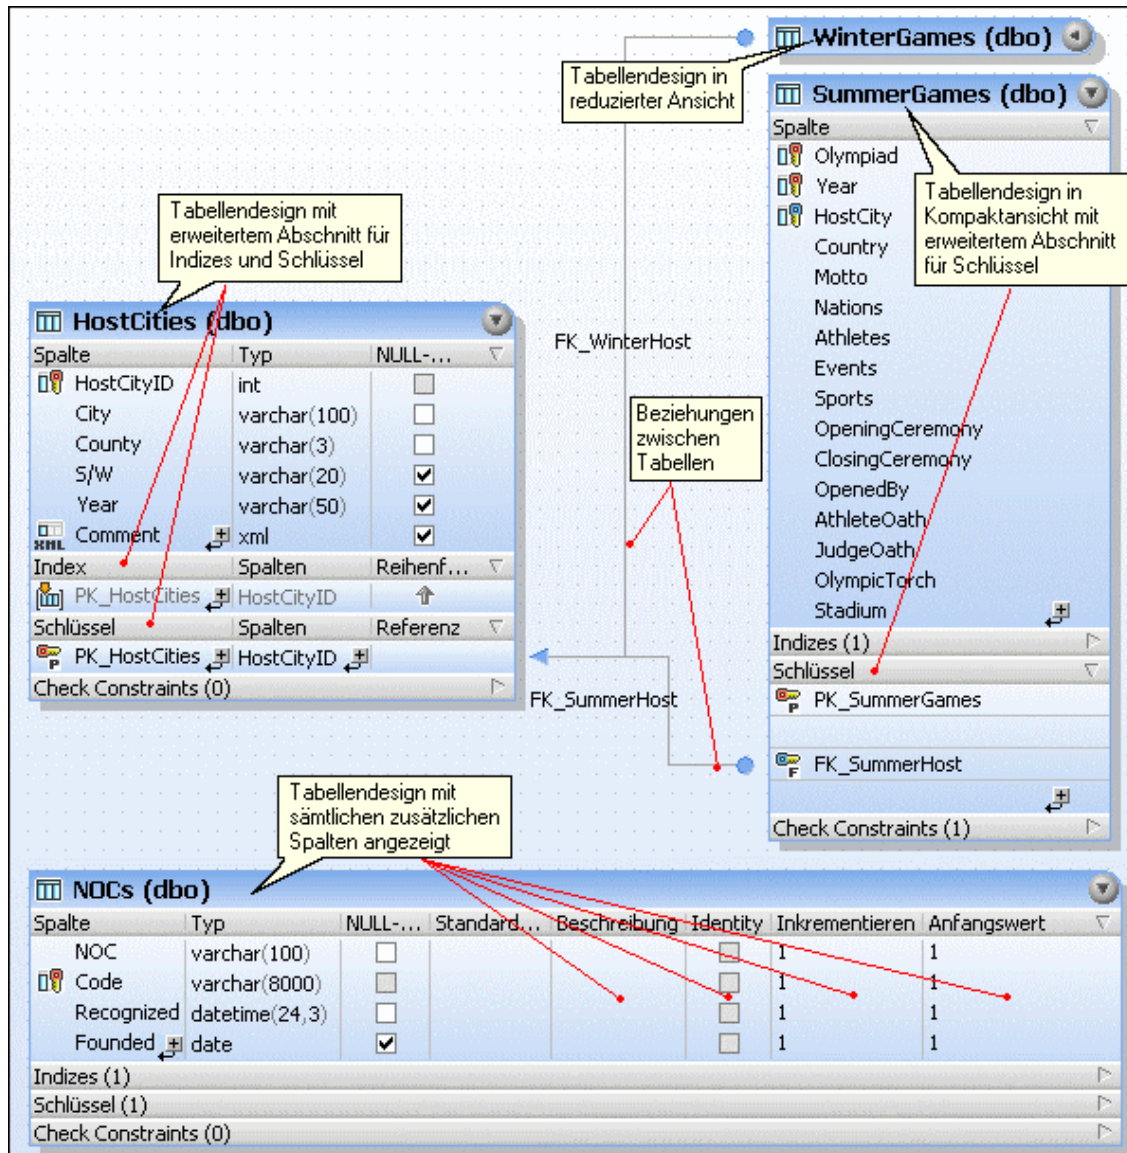 WinterGames (dbo)
Tabellendesign in
reduzierter Ansicht
SummerGames (dbo)
Spalte
Olympiad
Year
HostCity
Country
Motto
Nations
Athletes
Events
Sports
OpeningCeremony
ClosingCeremony
OpenedBy
AthleteOath
JudgeOath
OlympicTorch
Stadium
Indizes (1)
Schlüssel
PK_SummerGames
FK_SummerHost
Check Constraints (1)
Tabellendesign in
Kompaktansicht mit
erweitertem Abschnitt
für Schlüssel
Tabellendesign mit
erweitertem Abschnitt für
Indizes und Schlüssel
HostCities (dbo)
Spalte Typ NULL-...
HostCityID int
City varchar(100)
County varchar(3)
S/W varchar(20)
Year varchar(50)
XML Comment xml
Index Spalten Reihenf...
PK_HostCities HostCityID
Schlüssel Spalten Referenz
PK_HostCities HostCityID
Check Constraints (0)
FK_WinterHost
Beziehungen
zwischen
Tabellen
FK_SummerHost
Tabellendesign mit
sämtlichen zusätzlichen
Spalten angezeigt
NOCs (dbo)
Spalte Typ NULL-... Standard... Beschreibung Identity Inkrementieren Anfangswert
NOC varchar(100) 1 1
Code varchar(8000) 1 1
Recognized datetime(24,3) 1 1
Founded date 1 1
Indizes (1)
Schlüssel (1)
Check Constraints (0)